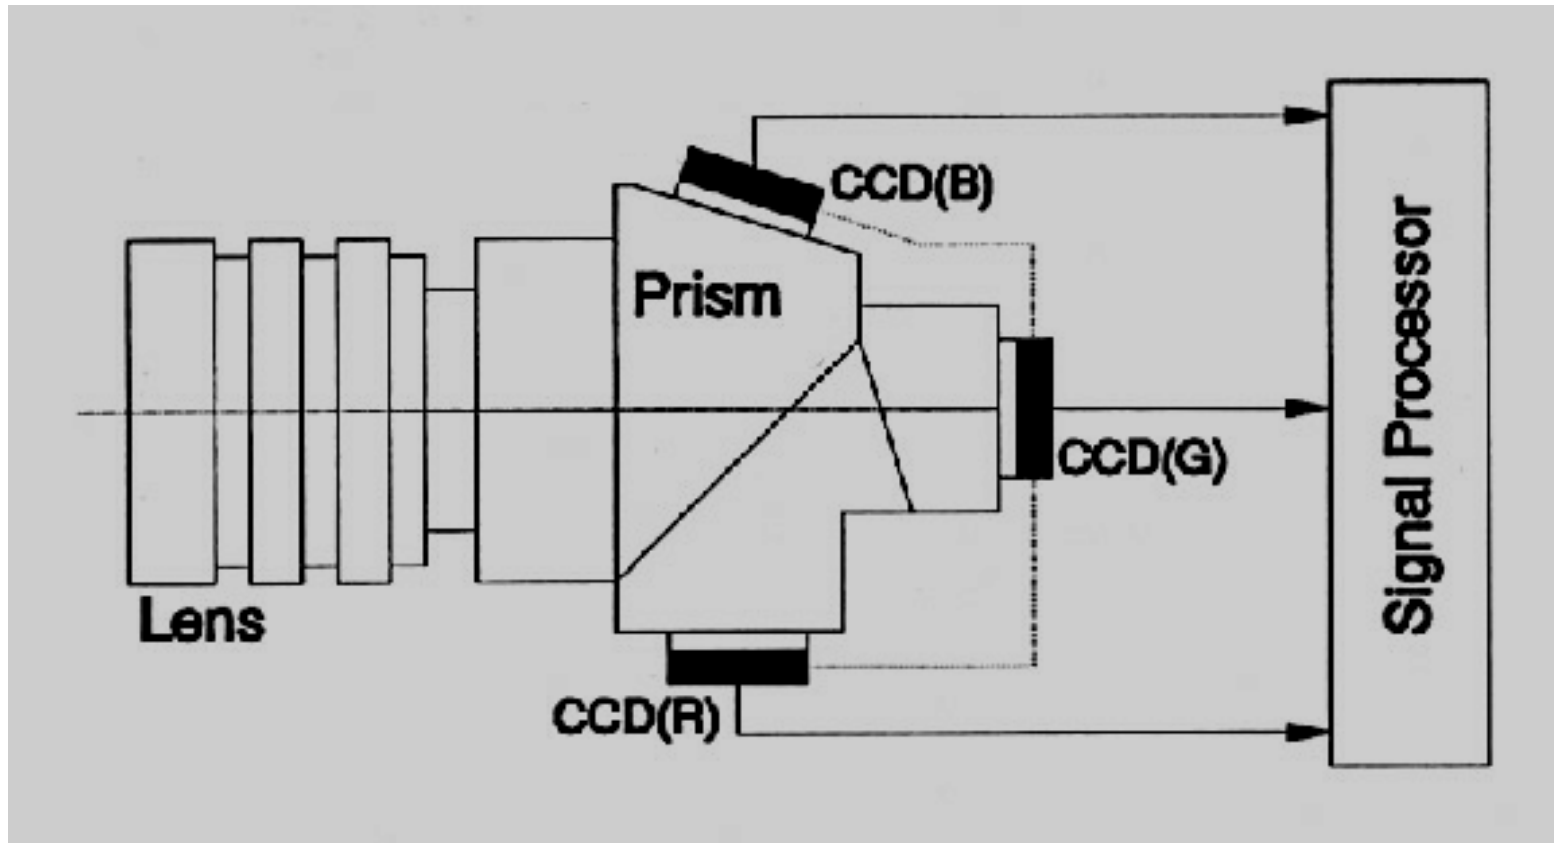 CCD(B)
Prism
CCD(G)
Lens
CCD(R)
Signal Processor